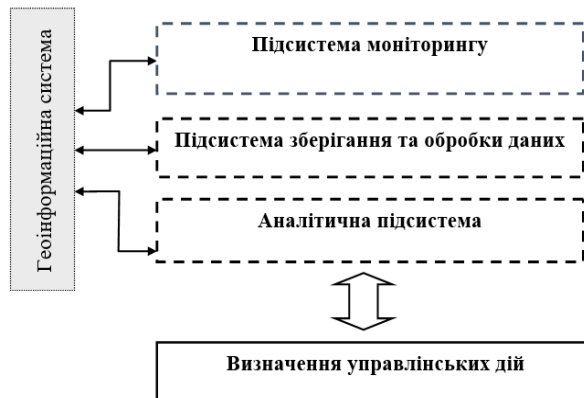 Геоінформаційна система
Підсистема моніторингу
Підсистема зберігання та обробки даних
Аналітична підсистема
Визначення управлінських дій